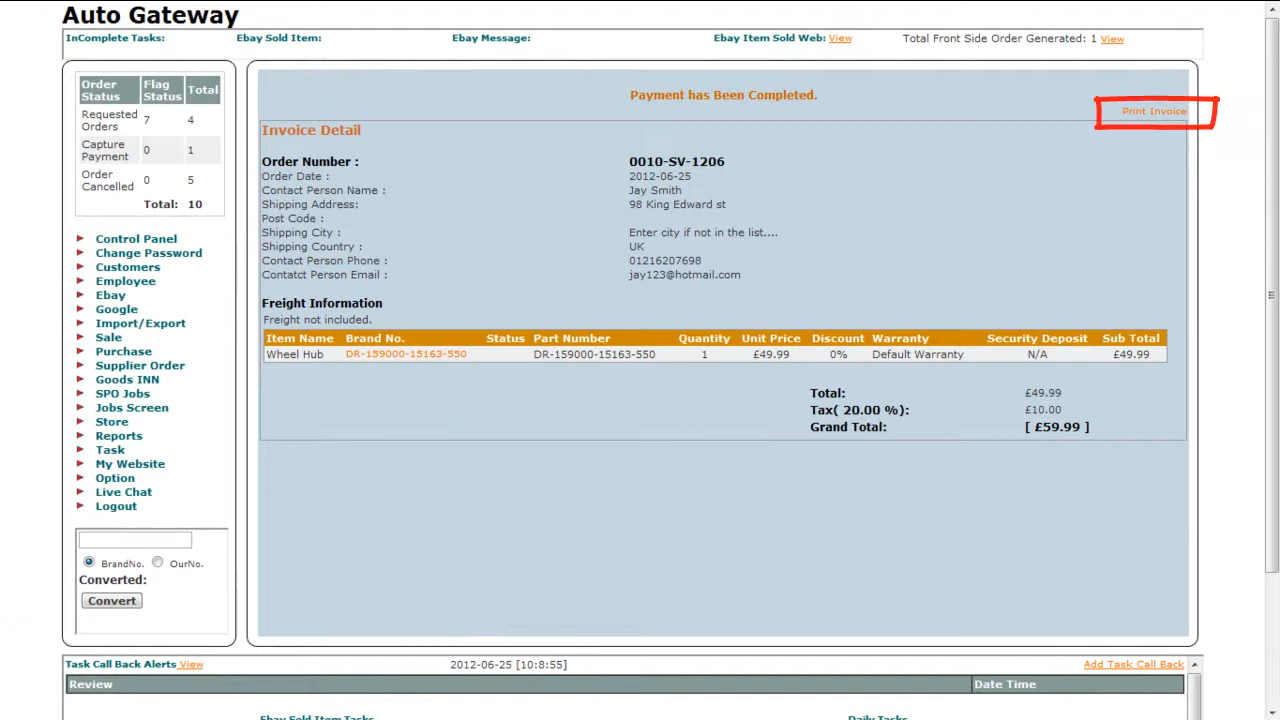 Auto Gateway
InComplete Tasks: Ebay Sold Item: Ebay Message: Ebay Item Sold Web: View Total Front Side Order Generated: 1 View
Order Status Flag Status Total
Requested Orders 7 4
Capture Payment 0 1
Order Cancelled 0 5
Total: 10
Control Panel
Change Password
Customers
Employee
Ebay
Google
Import/Export
Sale
Purchase
Supplier Order
Goods INN
SPO Jobs
Jobs Screen
Store
Reports
Task
My Website
Option
Live Chat
Logout
BrandNo. OurNo.
Converted:
Convert
Payment has Been Completed.
Print Invoice
Invoice Detail
Order Number : 0010-SV-1206
Order Date : 2012-06-25
Contact Person Name : Jay Smith
Shipping Address: 98 King Edward st
Post Code :
Shipping City : Enter city if not in the list....
Shipping Country : UK
Contact Person Phone : 01216207698
Contatct Person Email : jay123@hotmail.com
Freight Information
Freight not included.
Item Name Brand No. Status Part Number Quantity Unit Price Discount Warranty Security Deposit Sub Total
Wheel Hub DR-159000-15163-550 DR-159000-15163-550 1 £49.99 0% Default Warranty N/A £49.99
Total: £49.99
Tax( 20.00 %): £10.00
Grand Total: [ £59.99 ]
Task Call Back Alerts View 2012-06-25 [10:8:55] Add Task Call Back
Review Date Time
Ebay Sold Item Tasks Daily Tasks